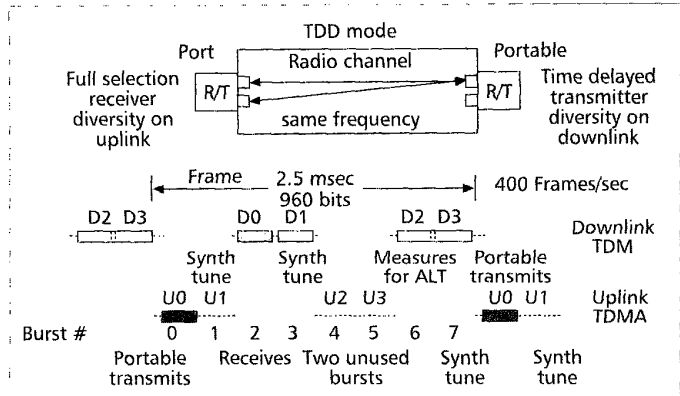 TDD mode
Port
Portable
Radio channel
Full selection
receiver
diversity on
uplink
R/T
R/T
Time delayed
transmitter
diversity on
downlink
same frequency
Frame
2.5 msec
960 bits
400 Frames/sec
D2 D3
D0 D1
D2 D3
Downlink
TDM
Synth
tune
Synth
tune
Measures
for ALT
Portable
transmits
U0 U1
U2 U3
U0 U1
Uplink
TDMA
Burst # 0 1 2 3 4 5 6 7
Portable
transmits
Receives
Two unused
bursts
Synth
tune
Synth
tune